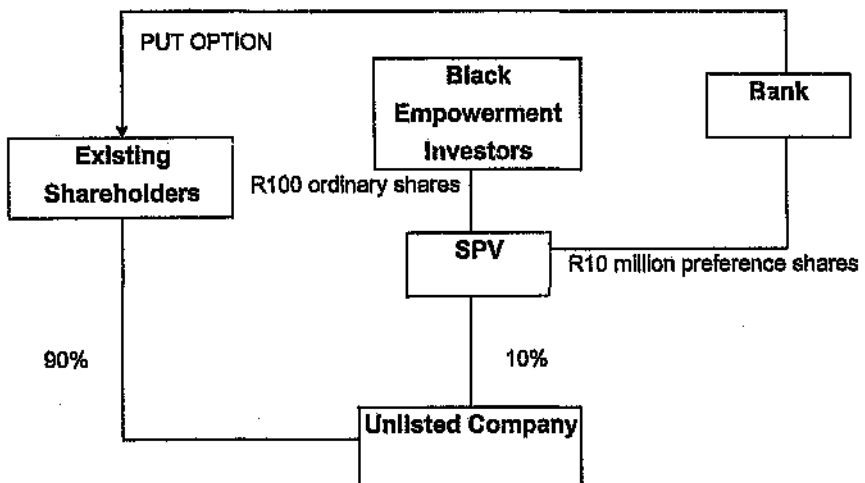 PUT OPTION
Black
Empowerment
Investors
Bank
Existing
Shareholders
R100 ordinary shares
SPV
R10 million preference shares
90%
10%
Unlisted Company